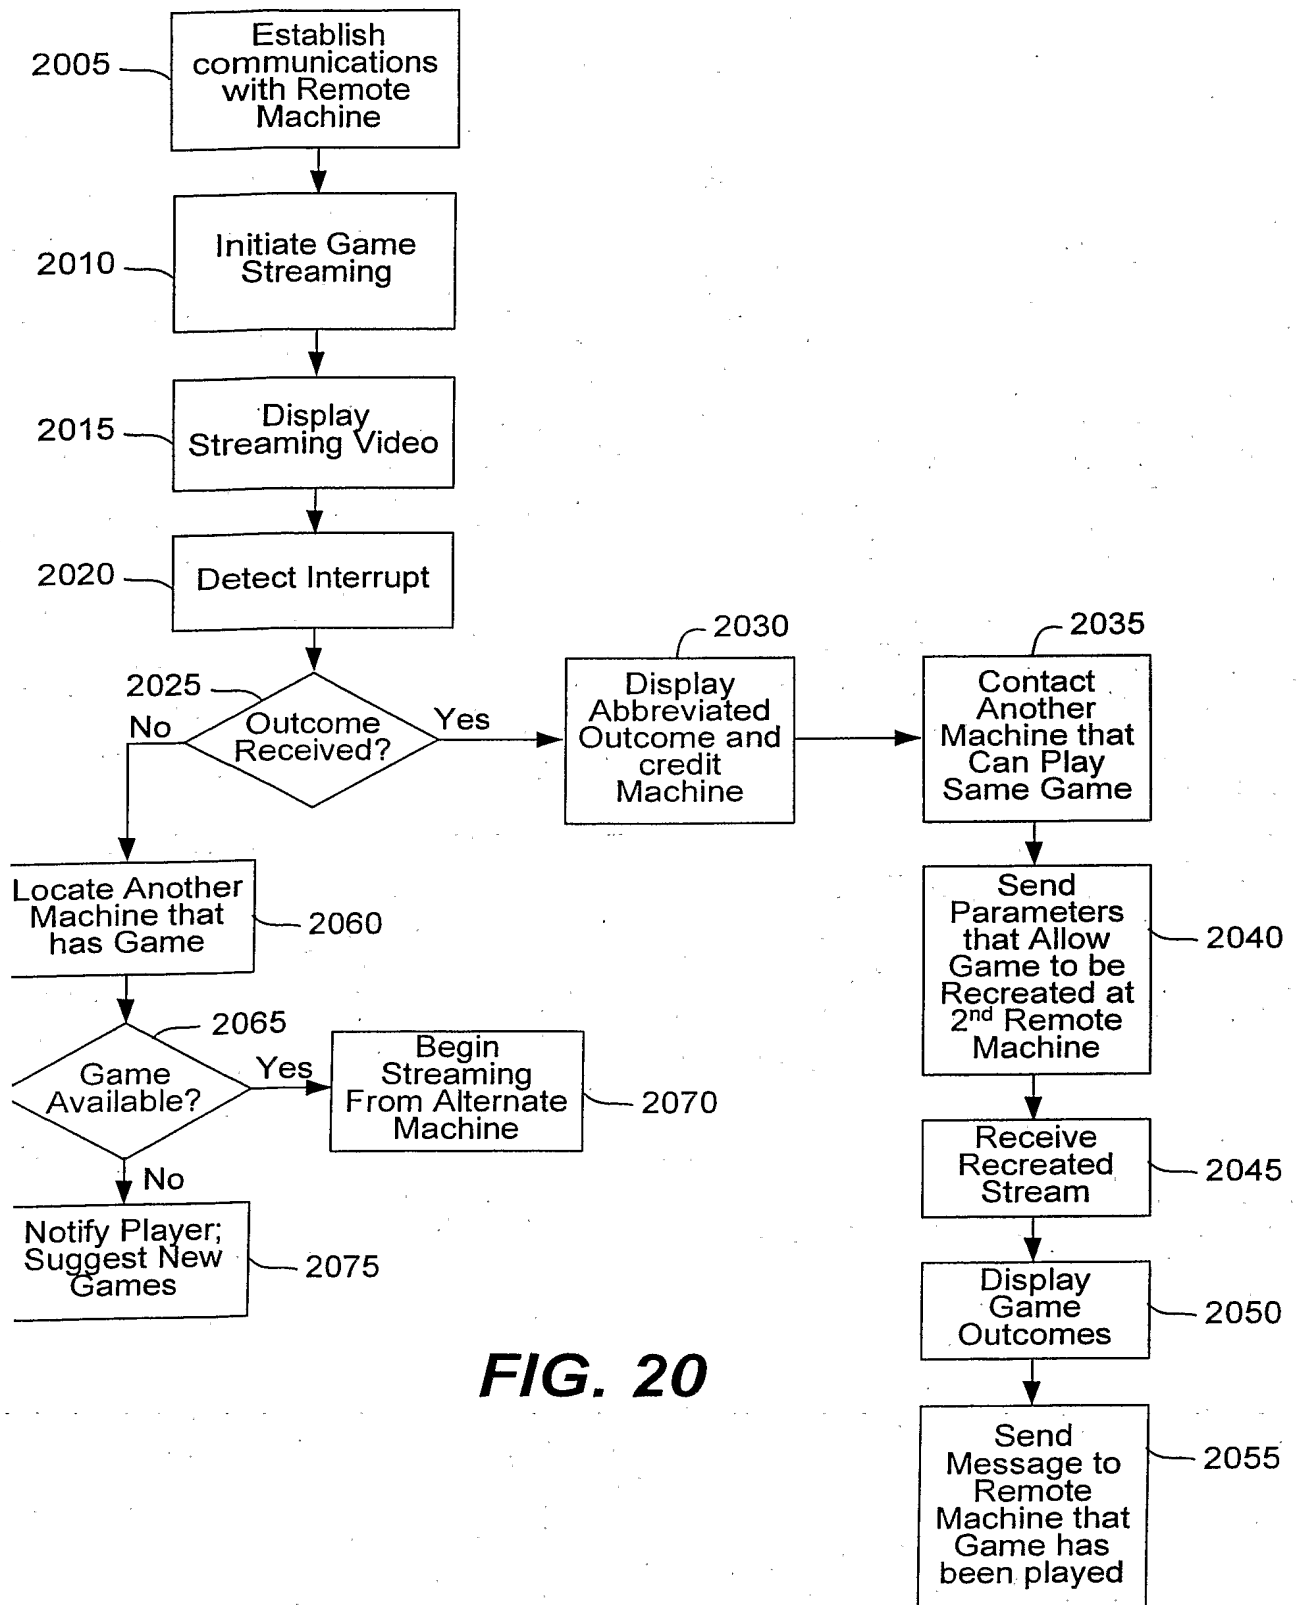 Establish
communications
with Remote
Machine
2005
Initiate Game
Streaming
2010
Display
Streaming Video
2015
Detect Interrupt
2020
2025
Outcome
Received?
No
Yes
2030
Display
Abbreviated
Outcome and
credit
Machine
2035
Contact
Another
Machine that
Can Play
Same Game
Send
Parameters
that Allow
Game to be
Recreated at
2nd Remote
Machine
2040
Receive
Recreated
Stream
2045
Display
Game
Outcomes
2050
Send
Message to
Remote
Machine that
Game has
been played
2055
Locate Another
Machine that
has Game
2060
2065
Game
Available?
Yes
No
Begin
Streaming
From Alternate
Machine
2070
Notify Player;
Suggest New
Games
2075
FIG. 20